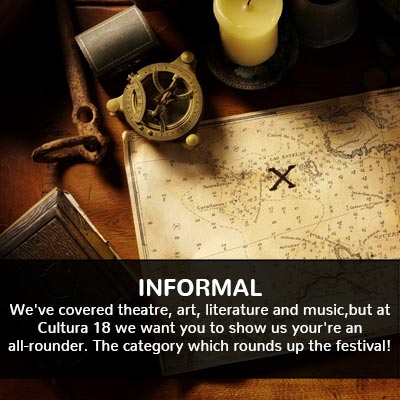 INFORMAL
We've covered theatre, art, literature and music,but at
Cultura 18 we want you to show us your're an
all-rounder. The category which rounds up the festival!